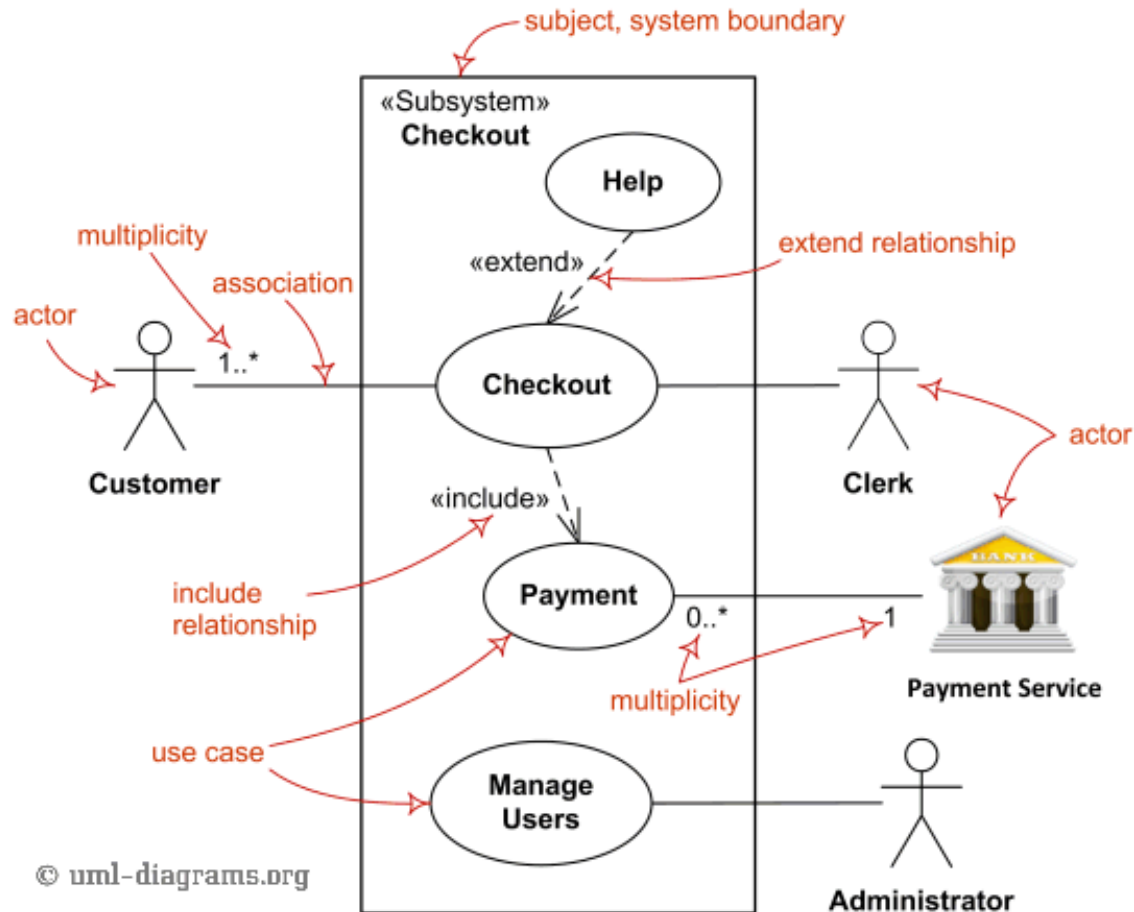 subject, system boundary
«Subsystem»
Checkout
Help
multiplicity
«extend»
extend relationship
association
actor
1..*
Checkout
actor
Customer
Clerk
«include»
BANK
include
relationship
Payment
0..*
1
multiplicity
Payment Service
use case
Manage
Users
© uml-diagrams.org
Administrator